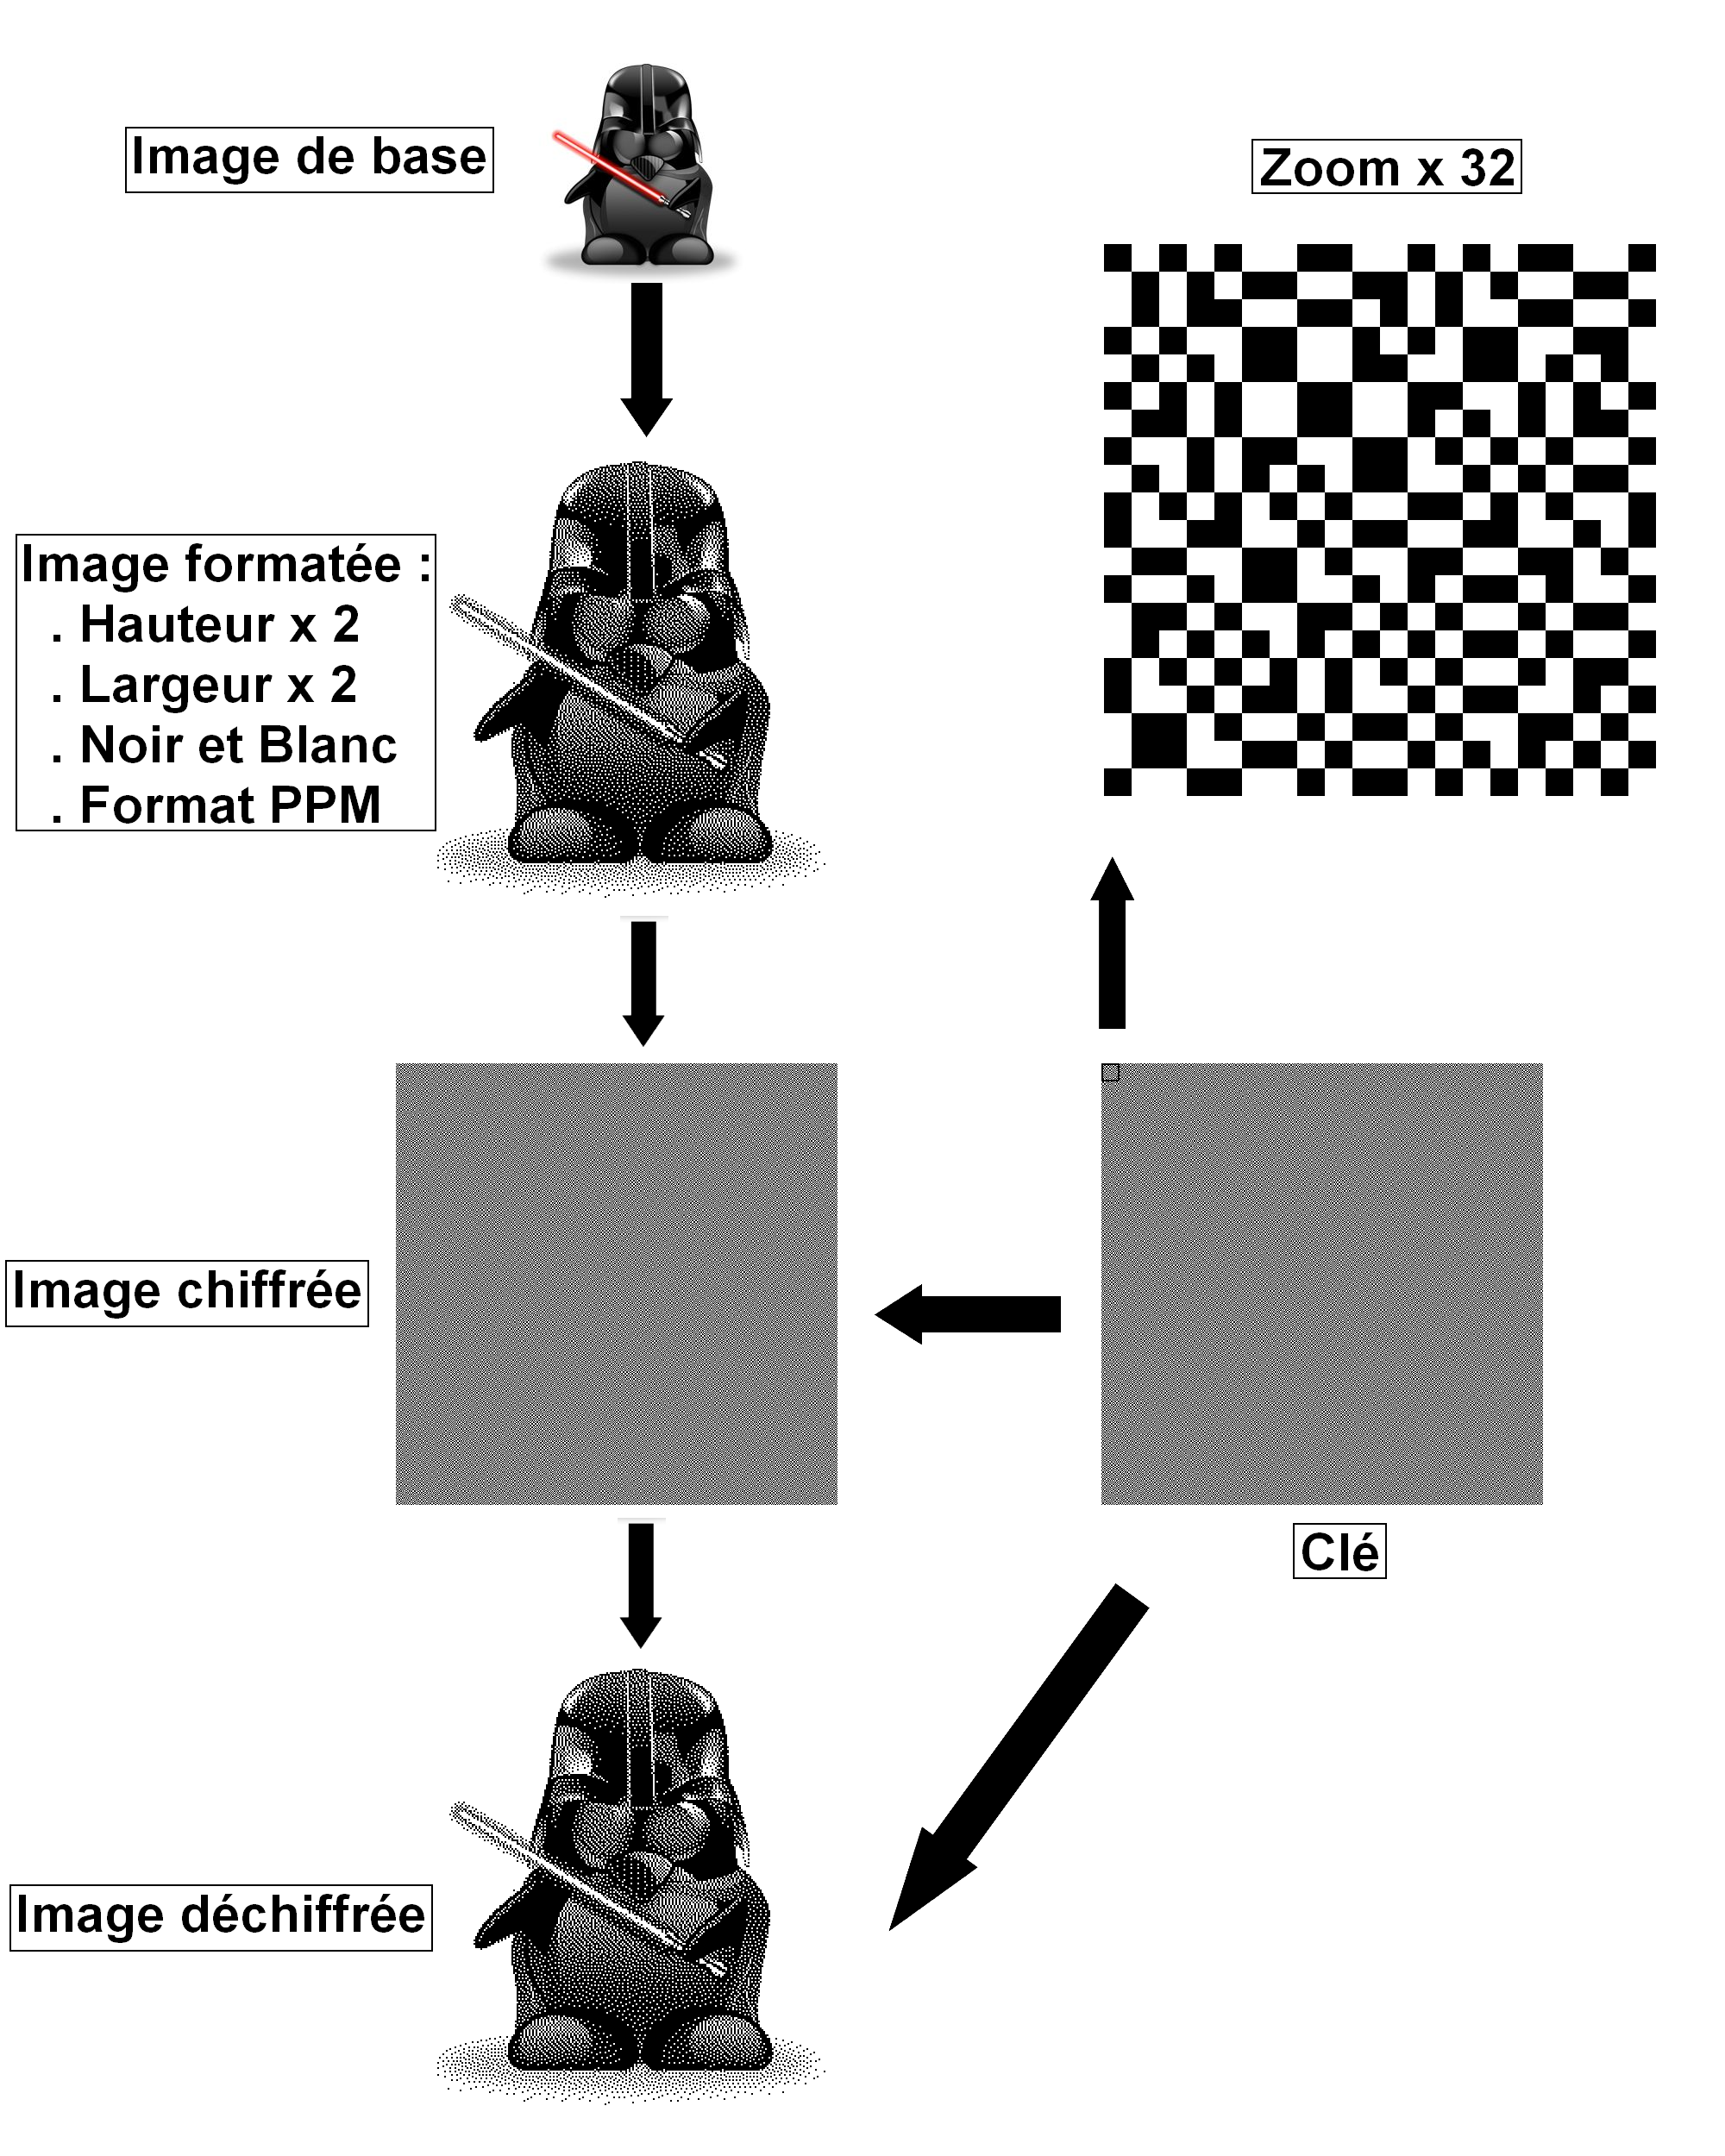 Image de base
Zoom x 32
Image formatée :
. Hauteur x 2
. Largeur x 2
. Noir et Blanc
. Format PPM
Image chiffrée
Clé
Image déchiffrée